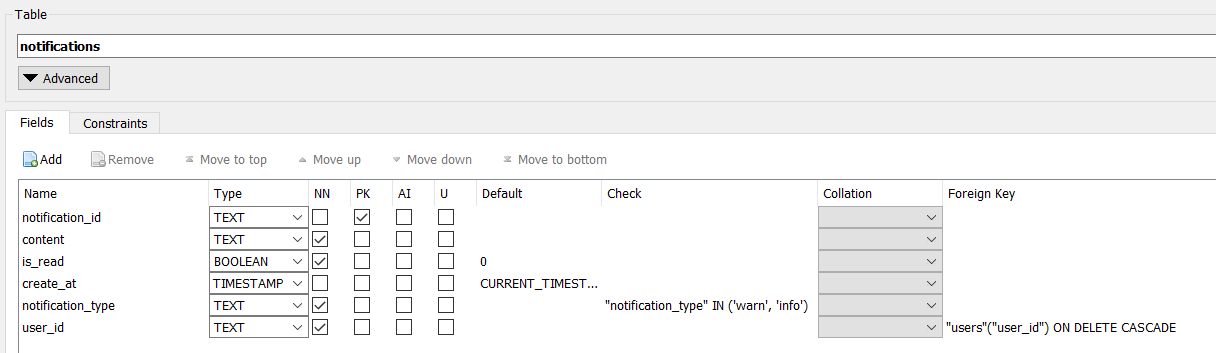 Table
notifications
Advanced
Fields Constraints
Add Remove Move to top Move up Move down Move to bottom
Name Type NN PK AI U Default Check Collation Foreign Key
notification_id TEXT
content TEXT
is_read BOOLEAN 0
create_at TIMESTAMP CURRENT_TIMEST...
notification_type TEXT "notification_type" IN ('warn', 'info')
user_id TEXT "users"("user_id") ON DELETE CASCADE